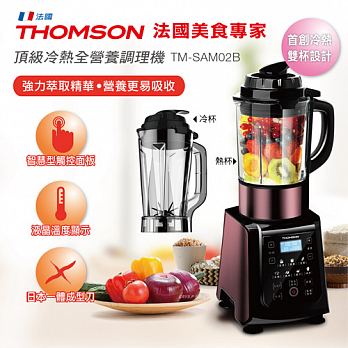 法國
THOMSON 法國美食專家
頂級冷熱全營養調理機 TM-SAM02B
強力萃取精華·營養更易吸收
首創冷熱
雙杯設計
冷杯
熱杯
智慧型觸控面板
液晶溫度顯示
日本一體成型刀
THOMSON